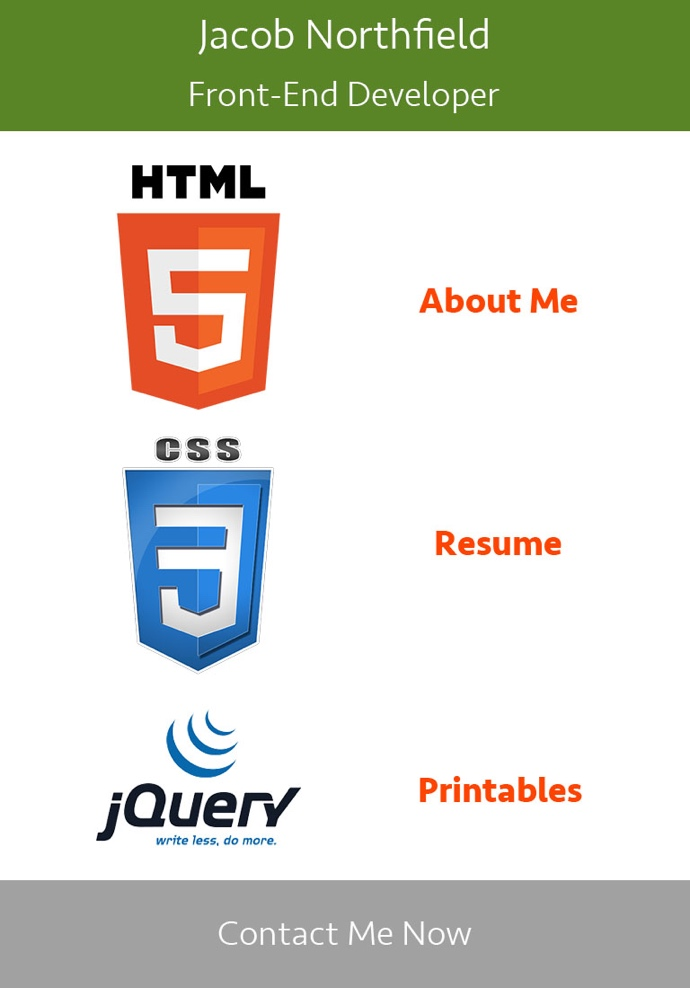 Jacob Northfield
Front-End Developer
HTML
5
About Me
CSS
3
Resume
jQuery
write less, do more.
Printables
Contact Me Now